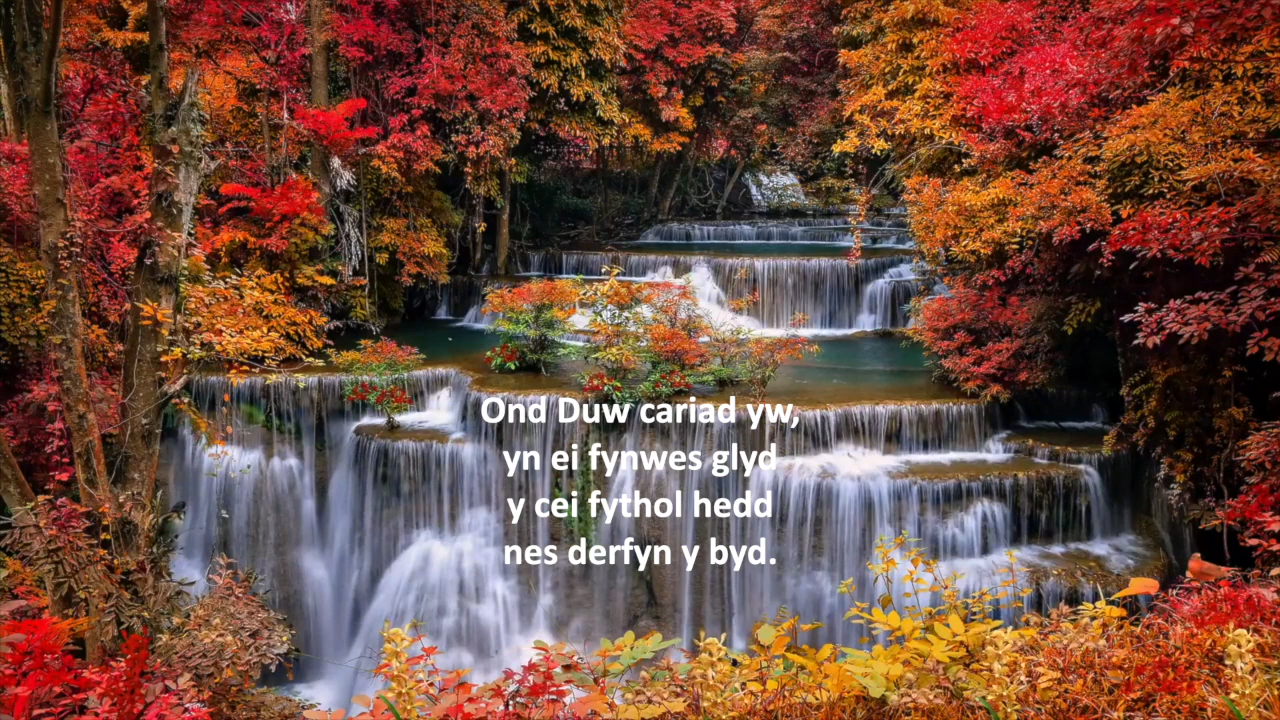 Ond Duw cariad yw,
yn ei fynwes glyd
y cei fythol hedd
nes derfyn y byd.